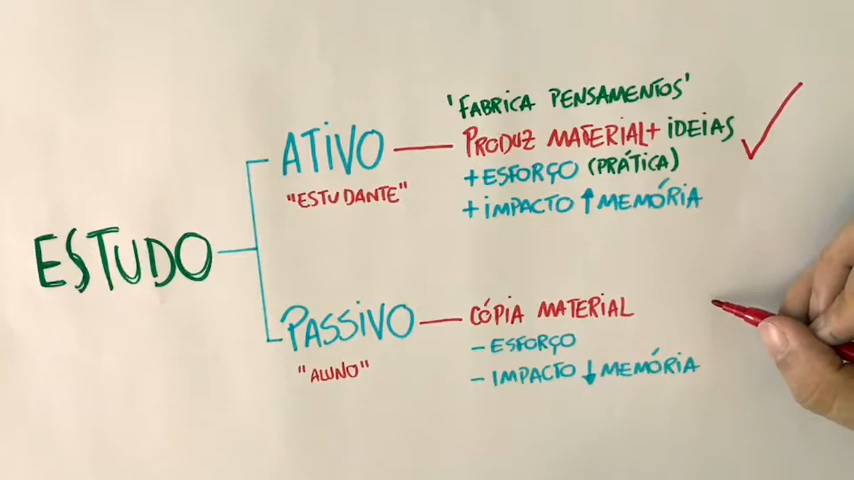 ESTUDO
ATiVO
"ESTUDANTE"
'FABRiCA PENSAMENTOS'
PRODUZ MATERiAL + iDEiAS
+ ESFORÇO (PRÁTiCA)
+ iMPACTO ↑ MEMÓRiA
PASSiVO
"ALUNO"
CÓPiA MATERiAL
- ESFORÇO
- IMPACTO ↓ MEMÓRiA